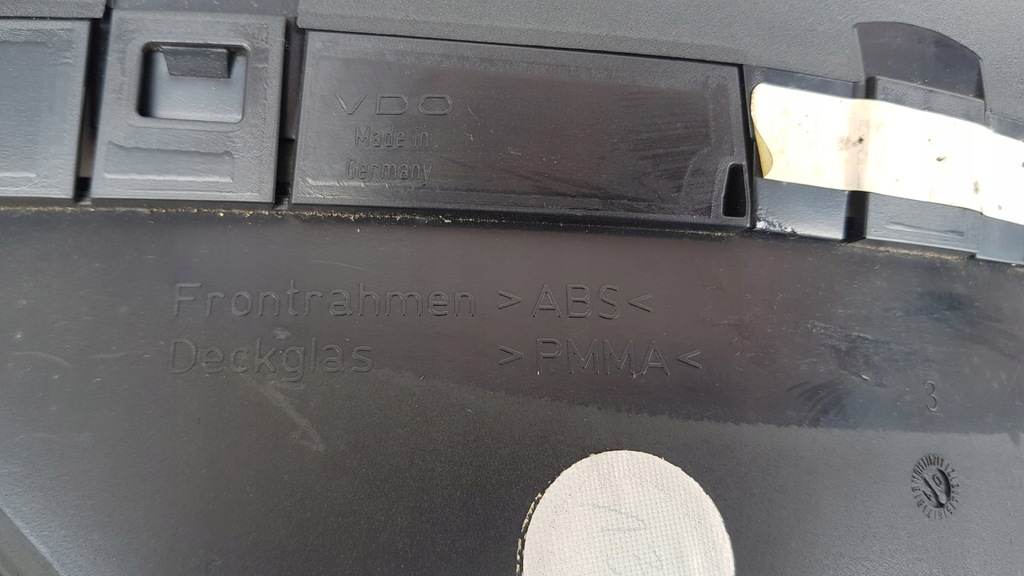 VDO
Made in
Germany
Frontrahmen >ABS<
Deckglas >PMMA<
3